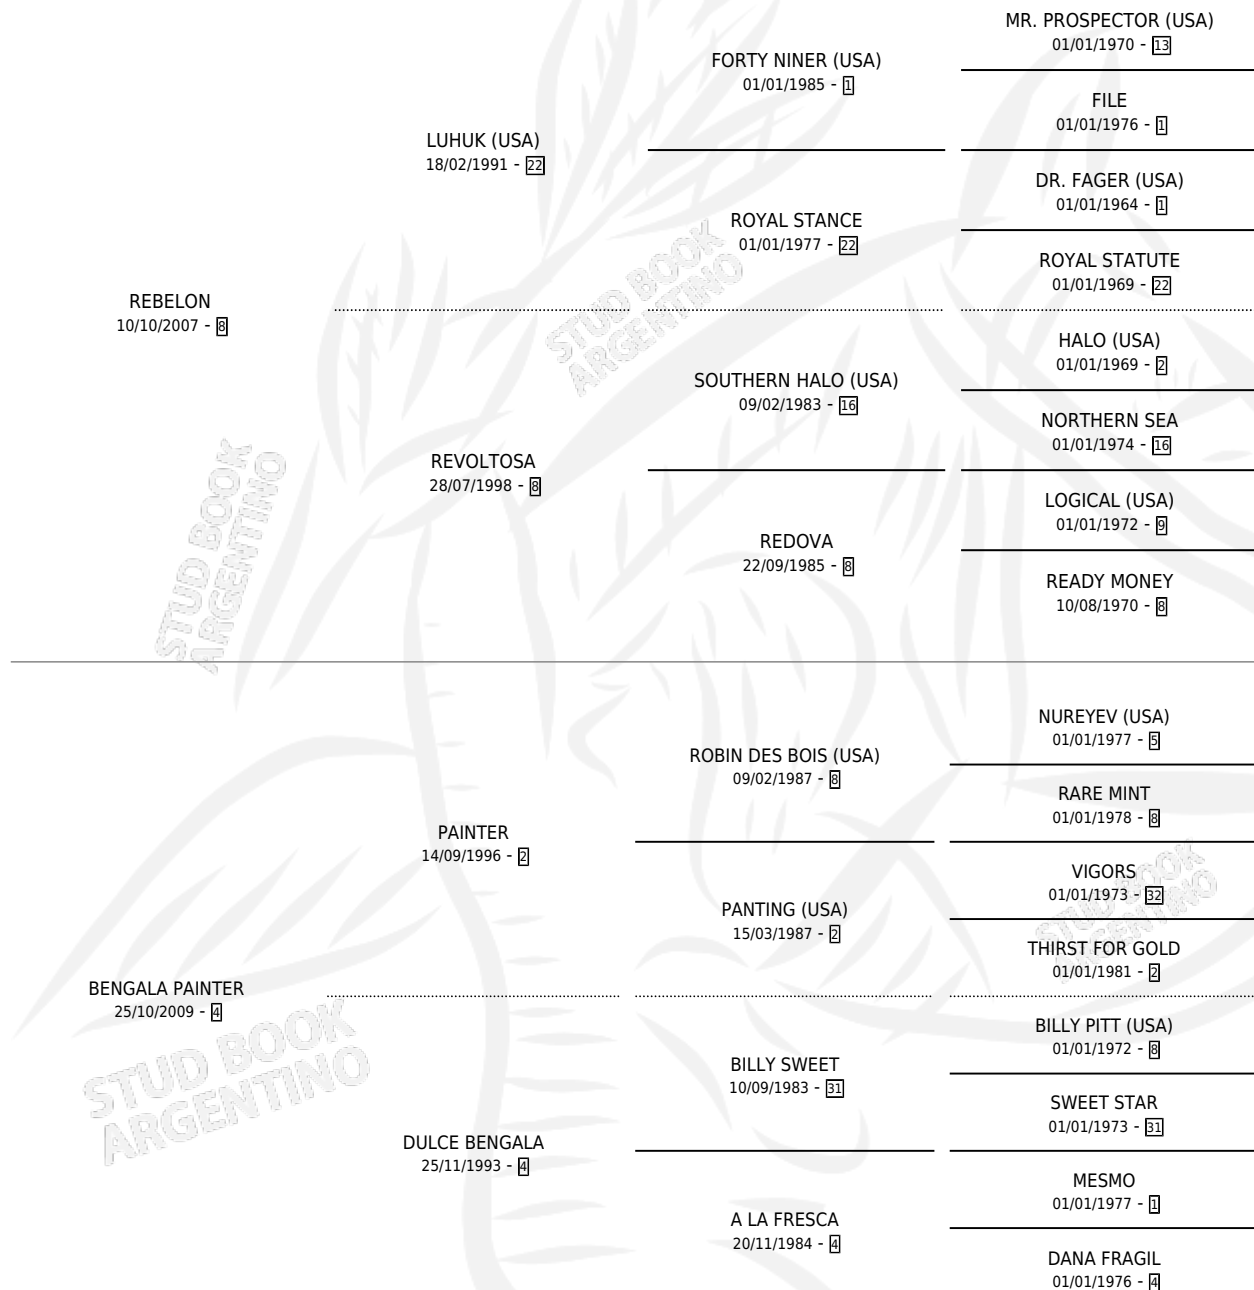 MR. PROSPECTOR (USA)
01/01/1970 - 13
FORTY NINER (USA)
01/01/1985 - 1
FILE
01/01/1976 - 1
LUHUK (USA)
18/02/1991 - 22
DR. FAGER (USA)
01/01/1964 - 1
ROYAL STANCE
01/01/1977 - 22
ROYAL STATUTE
01/01/1969 - 22
REBELON
10/10/2007 - 8
HALO (USA)
01/01/1969 - 2
SOUTHERN HALO (USA)
09/02/1983 - 16
NORTHERN SEA
01/01/1974 - 16
REVOLTOSA
28/07/1998 - 8
LOGICAL (USA)
01/01/1972 - 9
REDOVA
22/09/1985 - 8
READY MONEY
10/08/1970 - 8
NUREYEV (USA)
01/01/1977 - 5
ROBIN DES BOIS (USA)
09/02/1987 - 8
RARE MINT
01/01/1978 - 8
PAINTER
14/09/1996 - 2
VIGORS
01/01/1973 - 32
PANTING (USA)
15/03/1987 - 2
THIRST FOR GOLD
01/01/1981 - 2
BENGALA PAINTER
25/10/2009 - 4
BILLY PITT (USA)
01/01/1972 - 8
BILLY SWEET
10/09/1983 - 31
SWEET STAR
01/01/1973 - 31
DULCE BENGALA
25/11/1993 - 4
MESMO
01/01/1977 - 1
A LA FRESCA
20/11/1984 - 4
DANA FRAGIL
01/01/1976 - 4
STUD BOOK
ARGENTINO
STUD BOOK
ARGENTINO
STUD BOOK
ARGENTINO
STUD BOOK
ARGENTINO